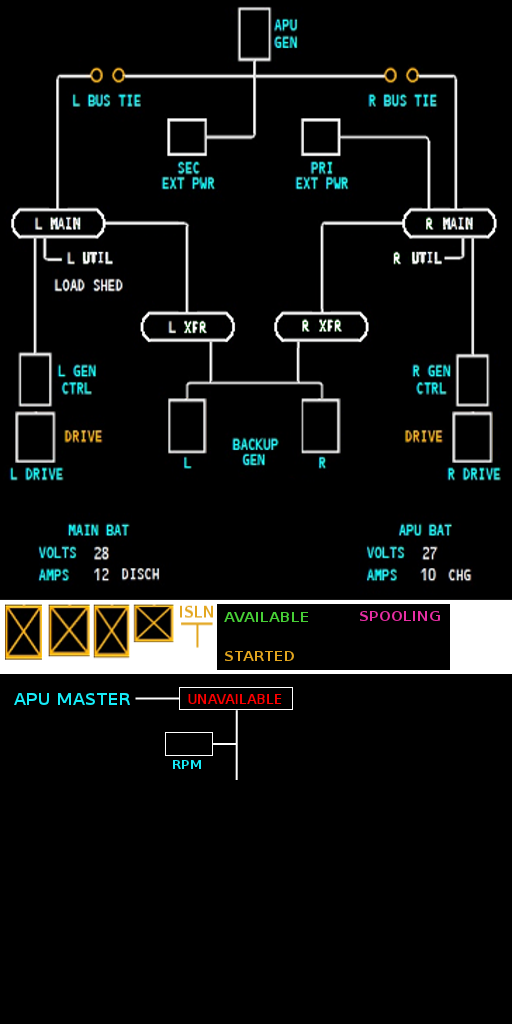 APU
GEN
L BUS TIE
R BUS TIE
SEC
EXT PWR
PRI
EXT PWR
L MAIN
R MAIN
L UTIL
R UTIL
LOAD SHED
L XFR
R XFR
L GEN
CTRL
R GEN
CTRL
DRIVE
DRIVE
BACKUP
GEN
L
R
L DRIVE
R DRIVE
MAIN BAT
APU BAT
VOLTS 28
VOLTS 27
AMPS 12 DISCH
AMPS 10 CHG
ISLN
AVAILABLE
SPOOLING
STARTED
APU MASTER
UNAVAILABLE
RPM